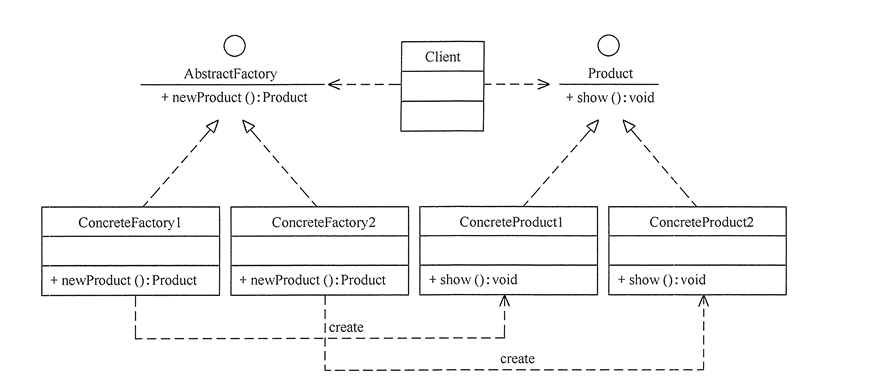 AbstractFactory
+ newProduct ( ) : Product
Client
Product
+ show ( ) : void
ConcreteFactory1
+ newProduct ( ) : Product
ConcreteFactory2
+ newProduct ( ) : Product
ConcreteProduct1
+ show ( ) : void
ConcreteProduct2
+ show ( ) : void
create
create